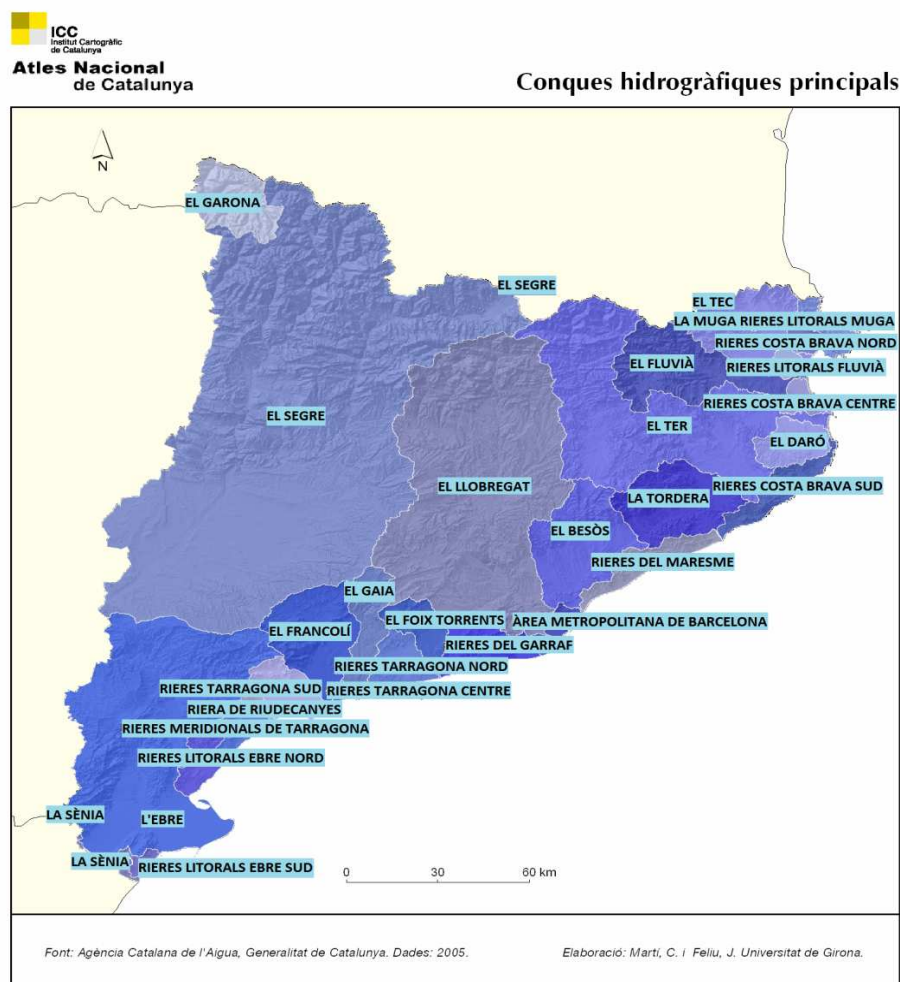 ICC
Institut Cartogràfic
de Catalunya
Atles Nacional
de Catalunya
Conques hidrogràfiques principals
N
EL GARONA
EL SEGRE
EL TEC
LA MUGA RIERES LITORALS MUGA
RIERES COSTA BRAVA NORD
EL FLUVIÀ
RIERES LITORALS FLUVIÀ
RIERES COSTA BRAVA CENTRE
EL SEGRE
EL TER
EL DARÓ
EL LLOBREGAT
RIERES COSTA BRAVA SUD
LA TORDERA
EL BESÒS
RIERES DEL MARESME
EL GAIA
EL FOIX TORRENTS
ÀREA METROPOLITANA DE BARCELONA
EL FRANCOLÍ
RIERES DEL GARRAF
RIERES TARRAGONA NORD
RIERES TARRAGONA SUD
RIERES TARRAGONA CENTRE
RIERA DE RIUDECANYES
RIERES MERIDIONALS DE TARRAGONA
RIERES LITORALS EBRE NORD
LA SÈNIA
L'EBRE
LA SÈNIA
RIERES LITORALS EBRE SUD
0 30 60 km
Font: Agència Catalana de l'Aigua, Generalitat de Catalunya. Dades: 2005.
Elaboració: Martí, C. i Feliu, J. Universitat de Girona.